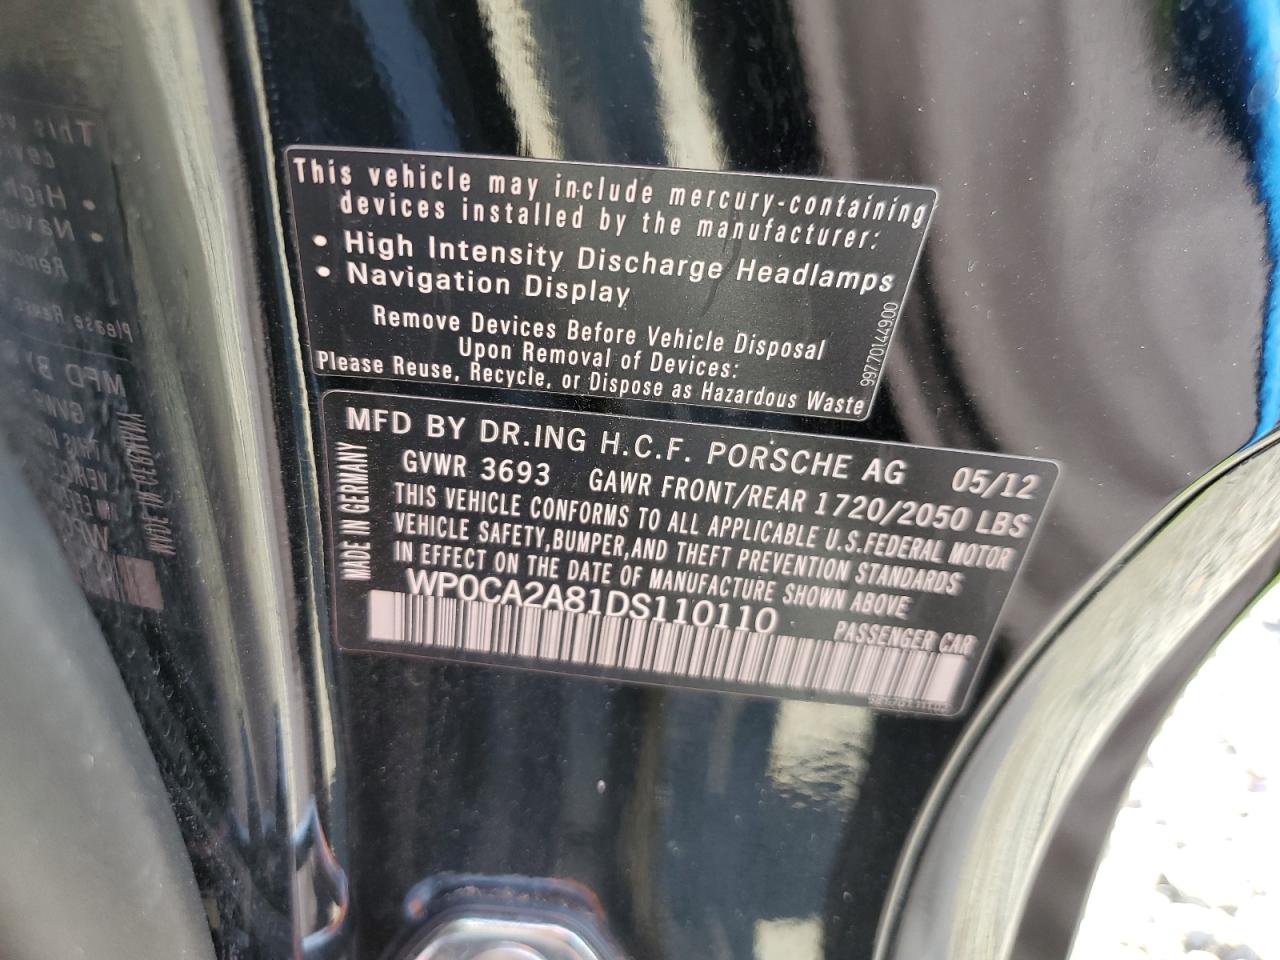 This vehicle may include mercury-containing
devices installed by the manufacturer:
• High Intensity Discharge Headlamps
• Navigation Display
Remove Devices Before Vehicle Disposal
Upon Removal of Devices:
Please Reuse, Recycle, or Dispose as Hazardous Waste
997.701.449.00
MFD BY DR.ING H.C.F. PORSCHE AG 05/12
GVWR 3693 GAWR FRONT/REAR 1720/2050 LBS
THIS VEHICLE CONFORMS TO ALL APPLICABLE U.S.FEDERAL MOTOR
VEHICLE SAFETY,BUMPER,AND THEFT PREVENTION STANDARDS
IN EFFECT ON THE DATE OF MANUFACTURE SHOWN ABOVE
WP0CA2A81DS110110
PASSENGER CAR
MADE IN GERMANY